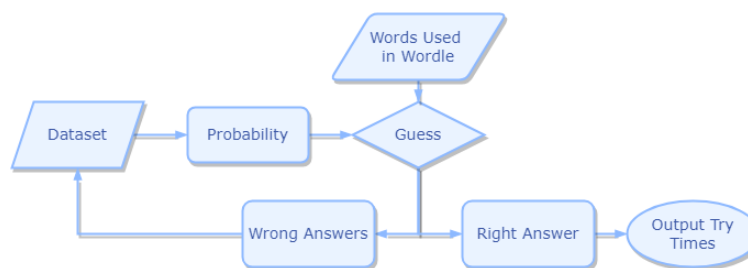 Words Used
in Wordle
Dataset
Probability
Guess
Wrong Answers
Right Answer
Output Try
Times